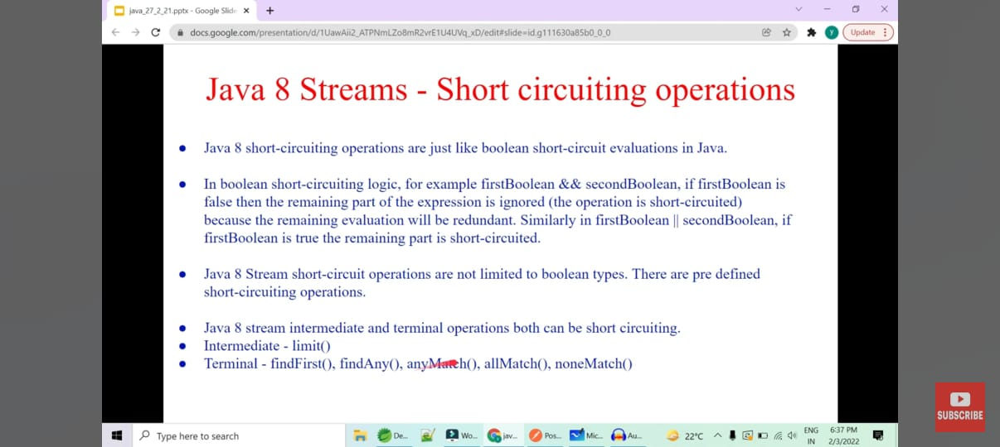 java_27_2_21.pptx - Google Slide
docs.google.com/presentation/d/1UawAii2_ATPNmLZo8mR2vrE1U4UVq_xD/edit#slide=id.g111630a85b0_0_0
Update
Java 8 Streams - Short circuiting operations
● Java 8 short-circuiting operations are just like boolean short-circuit evaluations in Java.
● In boolean short-circuiting logic, for example firstBoolean && secondBoolean, if firstBoolean is
false then the remaining part of the expression is ignored (the operation is short-circuited)
because the remaining evaluation will be redundant. Similarly in firstBoolean || secondBoolean, if
firstBoolean is true the remaining part is short-circuited.
● Java 8 Stream short-circuit operations are not limited to boolean types. There are pre defined
short-circuiting operations.
● Java 8 stream intermediate and terminal operations both can be short circuiting.
● Intermediate - limit()
● Terminal - findFirst(), findAny(), anyMatch(), allMatch(), noneMatch()
SUBSCRIBE
Type here to search
De...
Wo...
jav...
Pos...
Mic...
Au...
22°C
ENG
IN
6:37 PM
2/3/2022